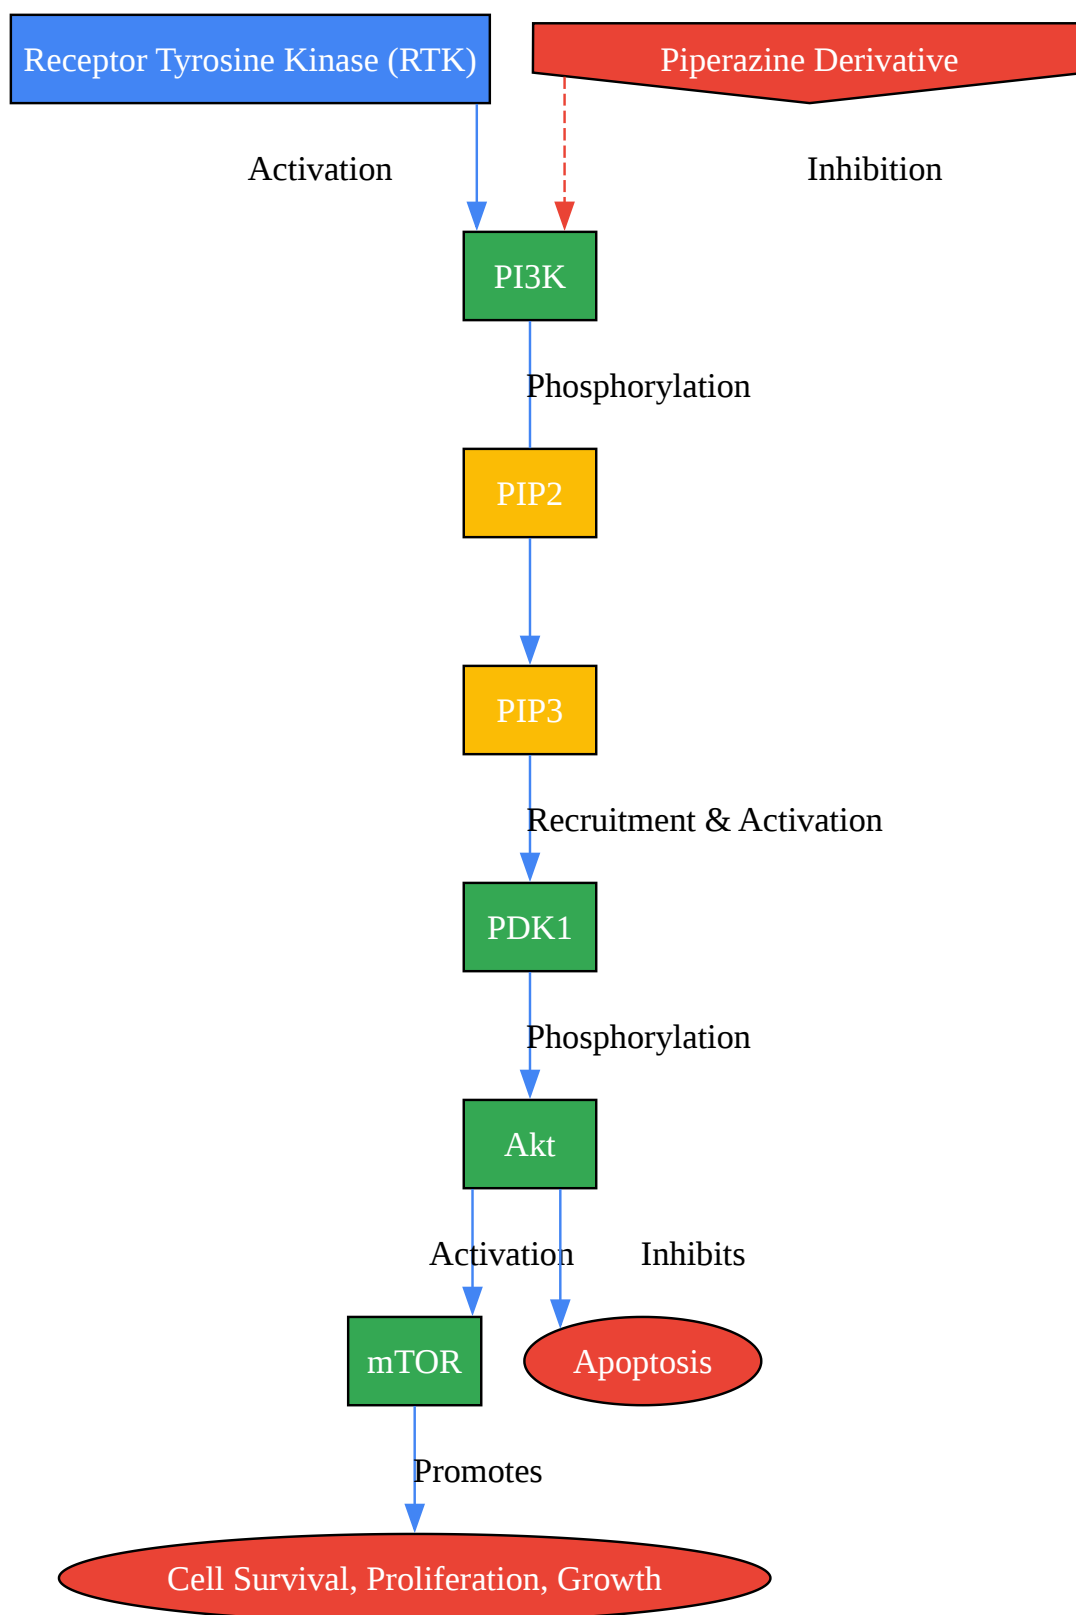 Receptor Tyrosine Kinase (RTK)
Piperazine Derivative
Activation
Inhibition
PI3K
Phosphorylation
PIP2
PIP3
Recruitment & Activation
PDK1
Phosphorylation
Akt
Activation
Inhibits
mTOR
Apoptosis
Promotes
Cell Survival, Proliferation, Growth